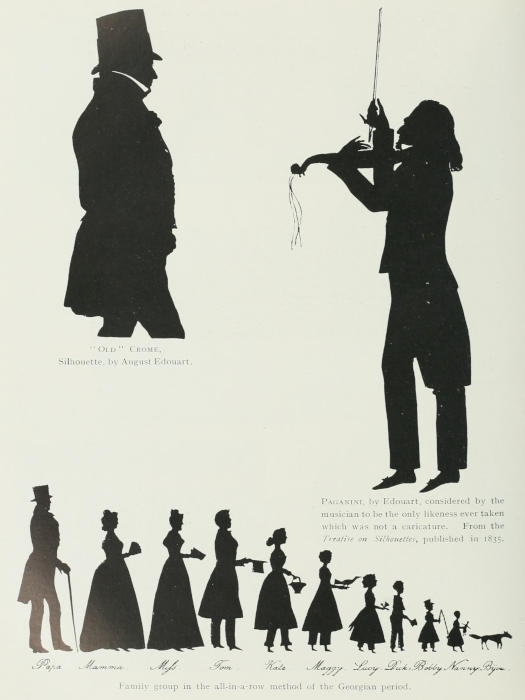 "OLD" CROME,
Silhouette, by August Edouart.
PAGANINI, by Edouart, considered by the
musician to be the only likeness ever taken
which was not a caricature. From the
Treatise on Silhouettes, published in 1835.
Papa Mamma Miss Tom Kate Maggy Lucy Dick Bobby Nanny Bijou
Family group in the all-in-a-row method of the Georgian period.